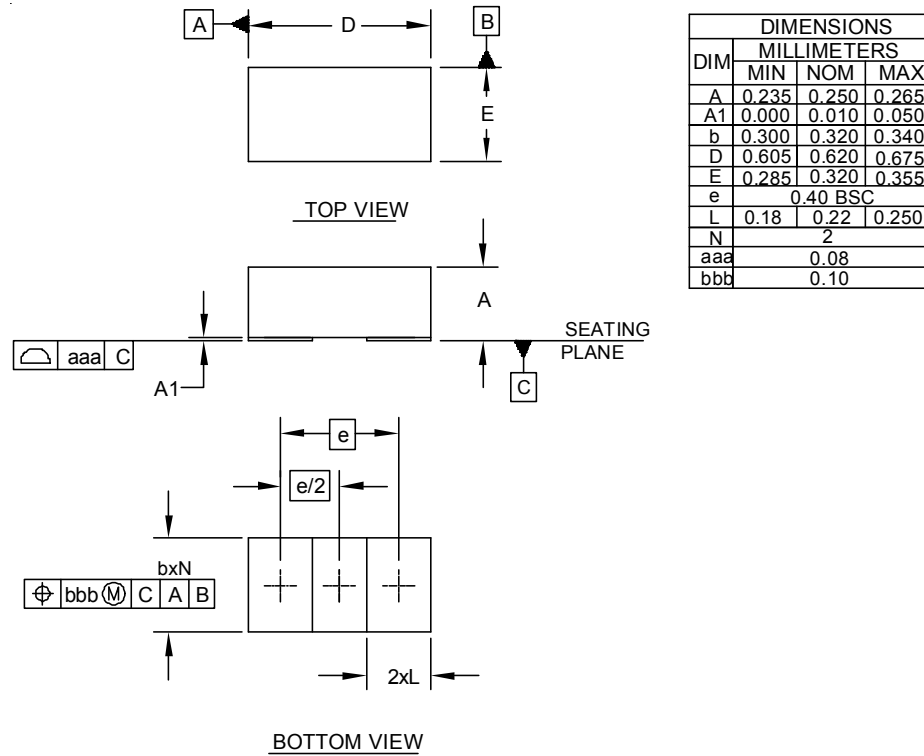 A
D
B
E
TOP VIEW
A
SEATING
PLANE
aaa C
A1
C
e
e/2
bxN
bbb Ⓜ C A B
2xL
BOTTOM VIEW
DIMENSIONS
DIM MILLIMETERS
MIN NOM MAX
A 0.235 0.250 0.265
A1 0.000 0.010 0.050
b 0.300 0.320 0.340
D 0.605 0.620 0.675
E 0.285 0.320 0.355
e 0.40 BSC
L 0.18 0.22 0.250
N 2
aaa 0.08
bbb 0.10